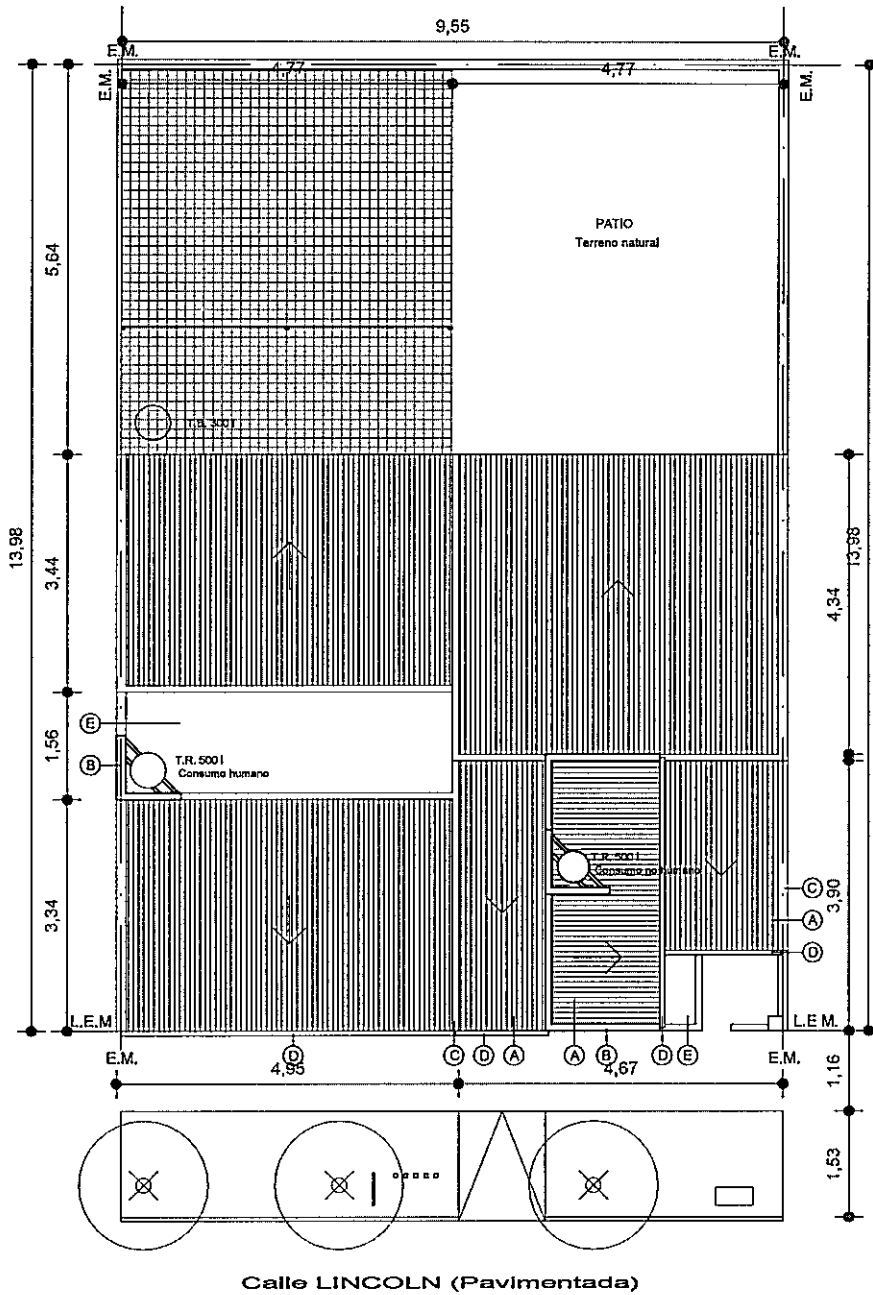 9,55
E.M.
E.M.
4,77
4,77
E.M.
E.M.
PATIO
Terreno natural
5,64
T.B. 300 l
13,98
13,98
3,44
4,34
E
1,56
B
T.R. 500 l
Consumo humano
T.R. 500 l
Consumo no humano
C
3,90
A
3,34
D
L.E.M
L.E.M.
E.M.
D
C
D
A
A
B
D
E
E.M.
4,95
4,67
1,16
1,53
Calle LINCOLN (Pavimentada)